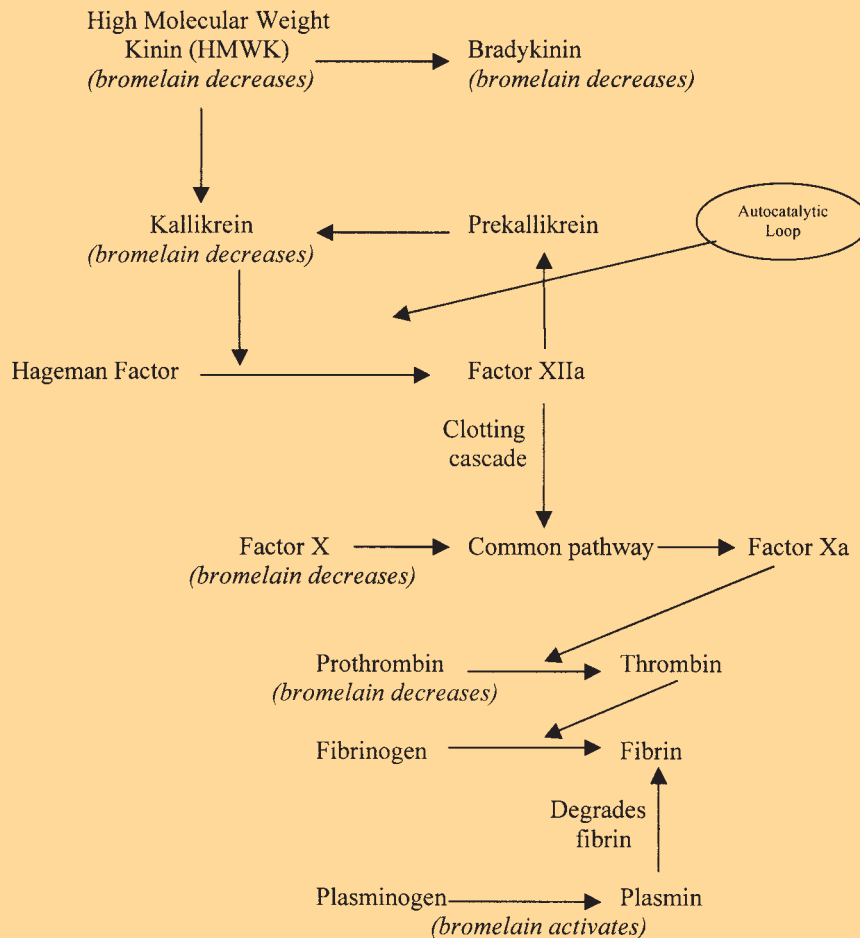 High Molecular Weight
Kinin (HMWK)
(bromelain decreases)
Bradykinin
(bromelain decreases)
Kallikrein
(bromelain decreases)
Prekallikrein
Autocatalytic
Loop
Hageman Factor
Factor XIIa
Clotting
cascade
Factor X
(bromelain decreases)
Common pathway
Factor Xa
Prothrombin
(bromelain decreases)
Thrombin
Fibrinogen
Fibrin
Degrades
fibrin
Plasminogen
Plasmin
(bromelain activates)